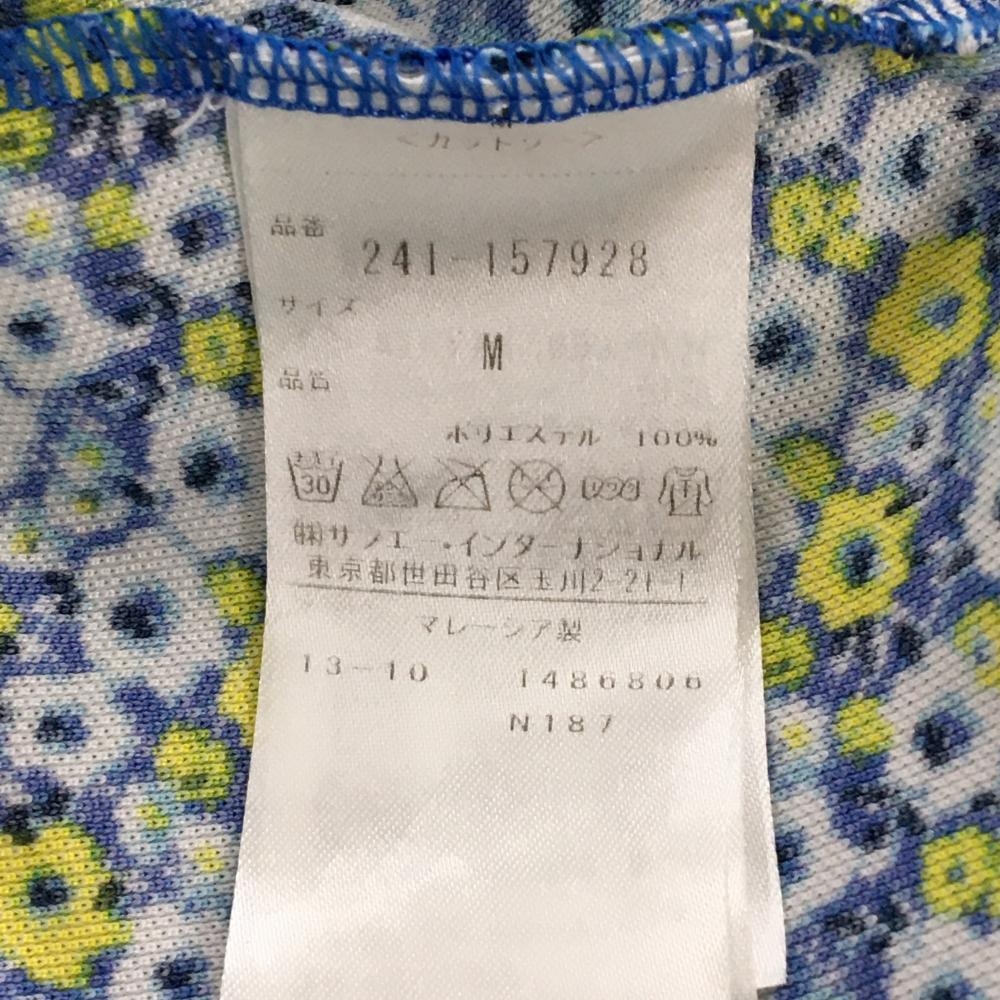 <カットソー>
品番
241-157928
サイズ
M
品質
ポリエステル 100%
30
㈱サンエー・インターナショナル
東京都世田谷区玉川2-21-1
マレーシア製
13-10 1486806
N187